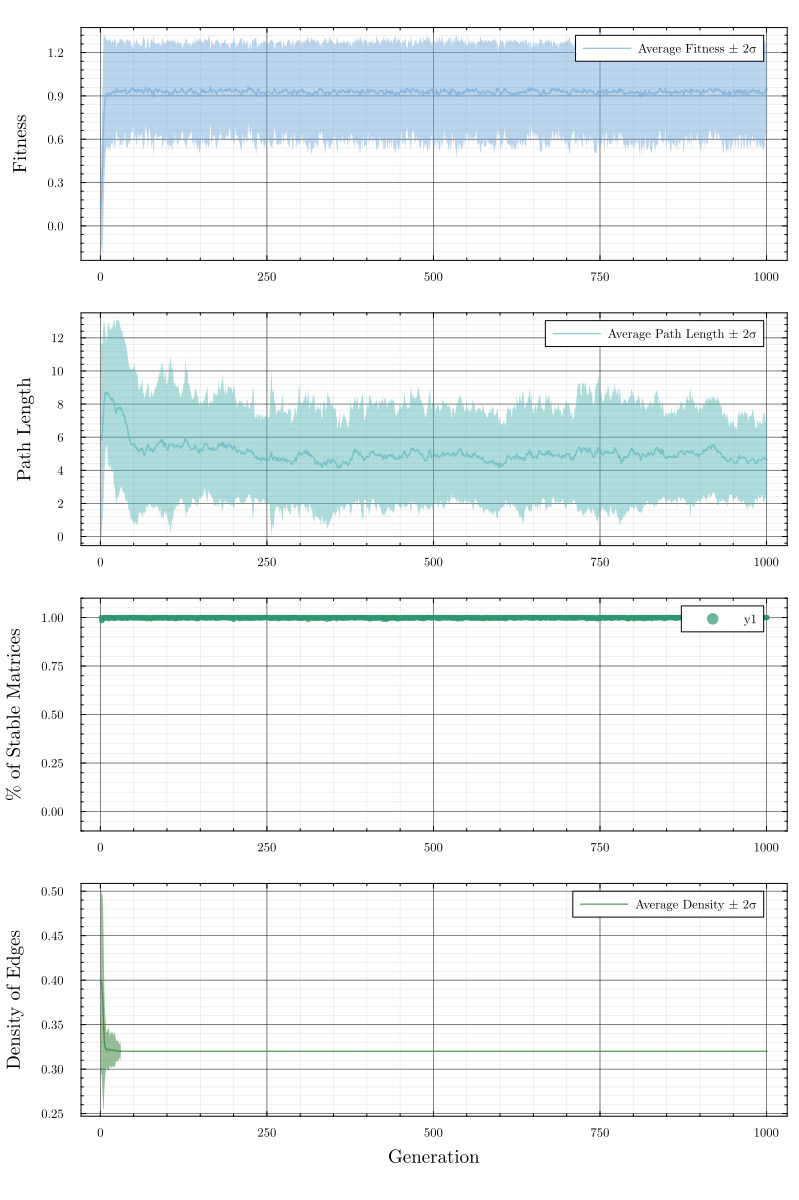 Fitness
1.2
0.9
0.6
0.3
0.0
Average Fitness ± 2σ
0 250 500 750 1000
Path Length
12
10
8
6
4
2
0
Average Path Length ± 2σ
0 250 500 750 1000
% of Stable Matrices
1.00
0.75
0.50
0.25
0.00
y1
0 250 500 750 1000
Density of Edges
0.50
0.45
0.40
0.35
0.30
0.25
Average Density ± 2σ
0 250 500 750 1000
Generation